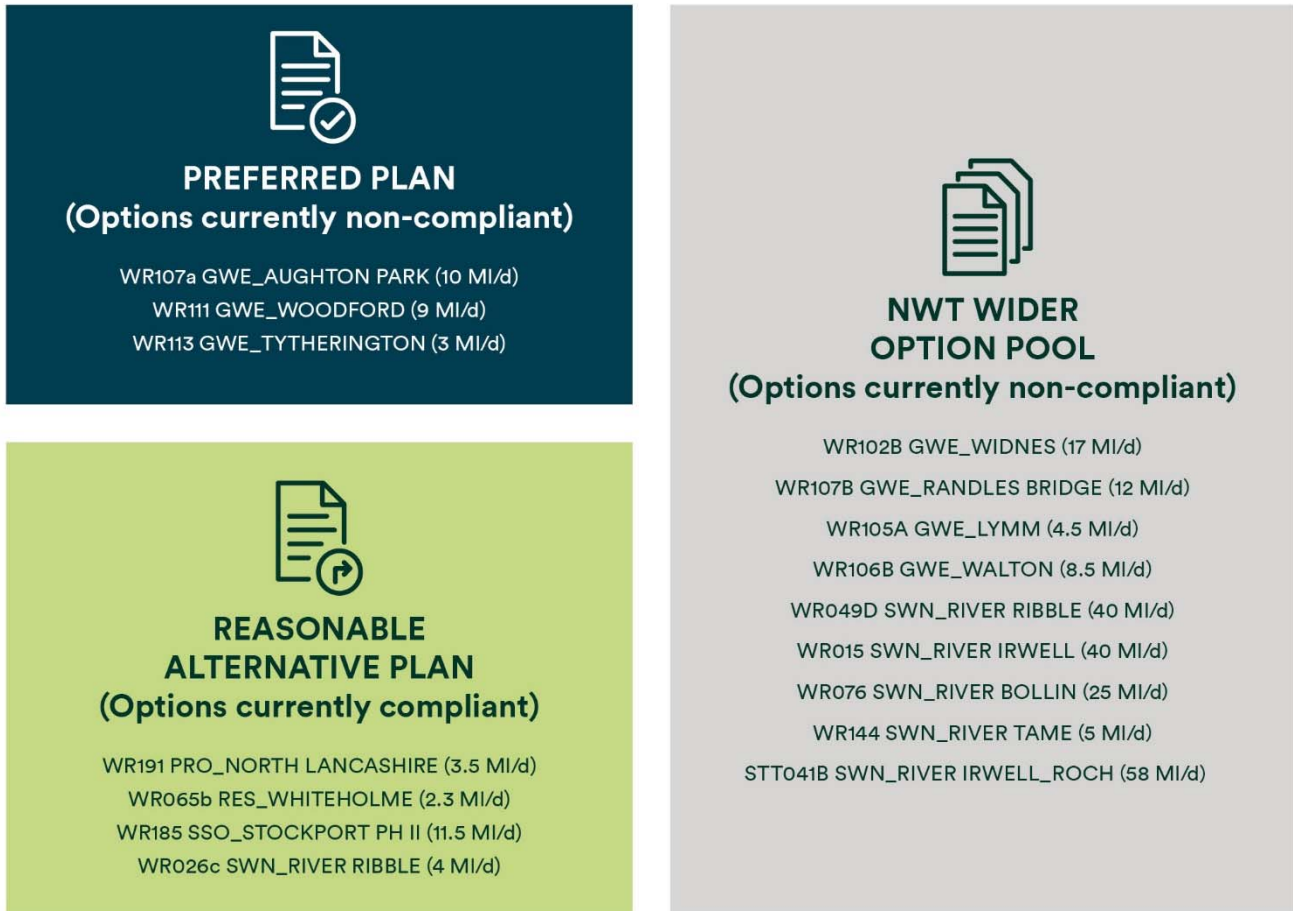 PREFERRED PLAN
(Options currently non-compliant)
WR107a GWE_AUGHTON PARK (10 Ml/d)
WR111 GWE_WOODFORD (9 Ml/d)
WR113 GWE_TYTHERINGTON (3 Ml/d)
REASONABLE
ALTERNATIVE PLAN
(Options currently compliant)
WR191 PRO_NORTH LANCASHIRE (3.5 Ml/d)
WR065b RES_WHITEHOLME (2.3 Ml/d)
WR185 SSO_STOCKPORT PH II (11.5 Ml/d)
WR026c SWN_RIVER RIBBLE (4 Ml/d)
NWT WIDER
OPTION POOL
(Options currently non-compliant)
WR102B GWE_WIDNES (17 Ml/d)
WR107B GWE_RANDLES BRIDGE (12 Ml/d)
WR105A GWE_LYMM (4.5 Ml/d)
WR106B GWE_WALTON (8.5 Ml/d)
WR049D SWN_RIVER RIBBLE (40 Ml/d)
WR015 SWN_RIVER IRWELL (40 Ml/d)
WR076 SWN_RIVER BOLLIN (25 Ml/d)
WR144 SWN_RIVER TAME (5 Ml/d)
STT041B SWN_RIVER IRWELL_ROCH (58 Ml/d)